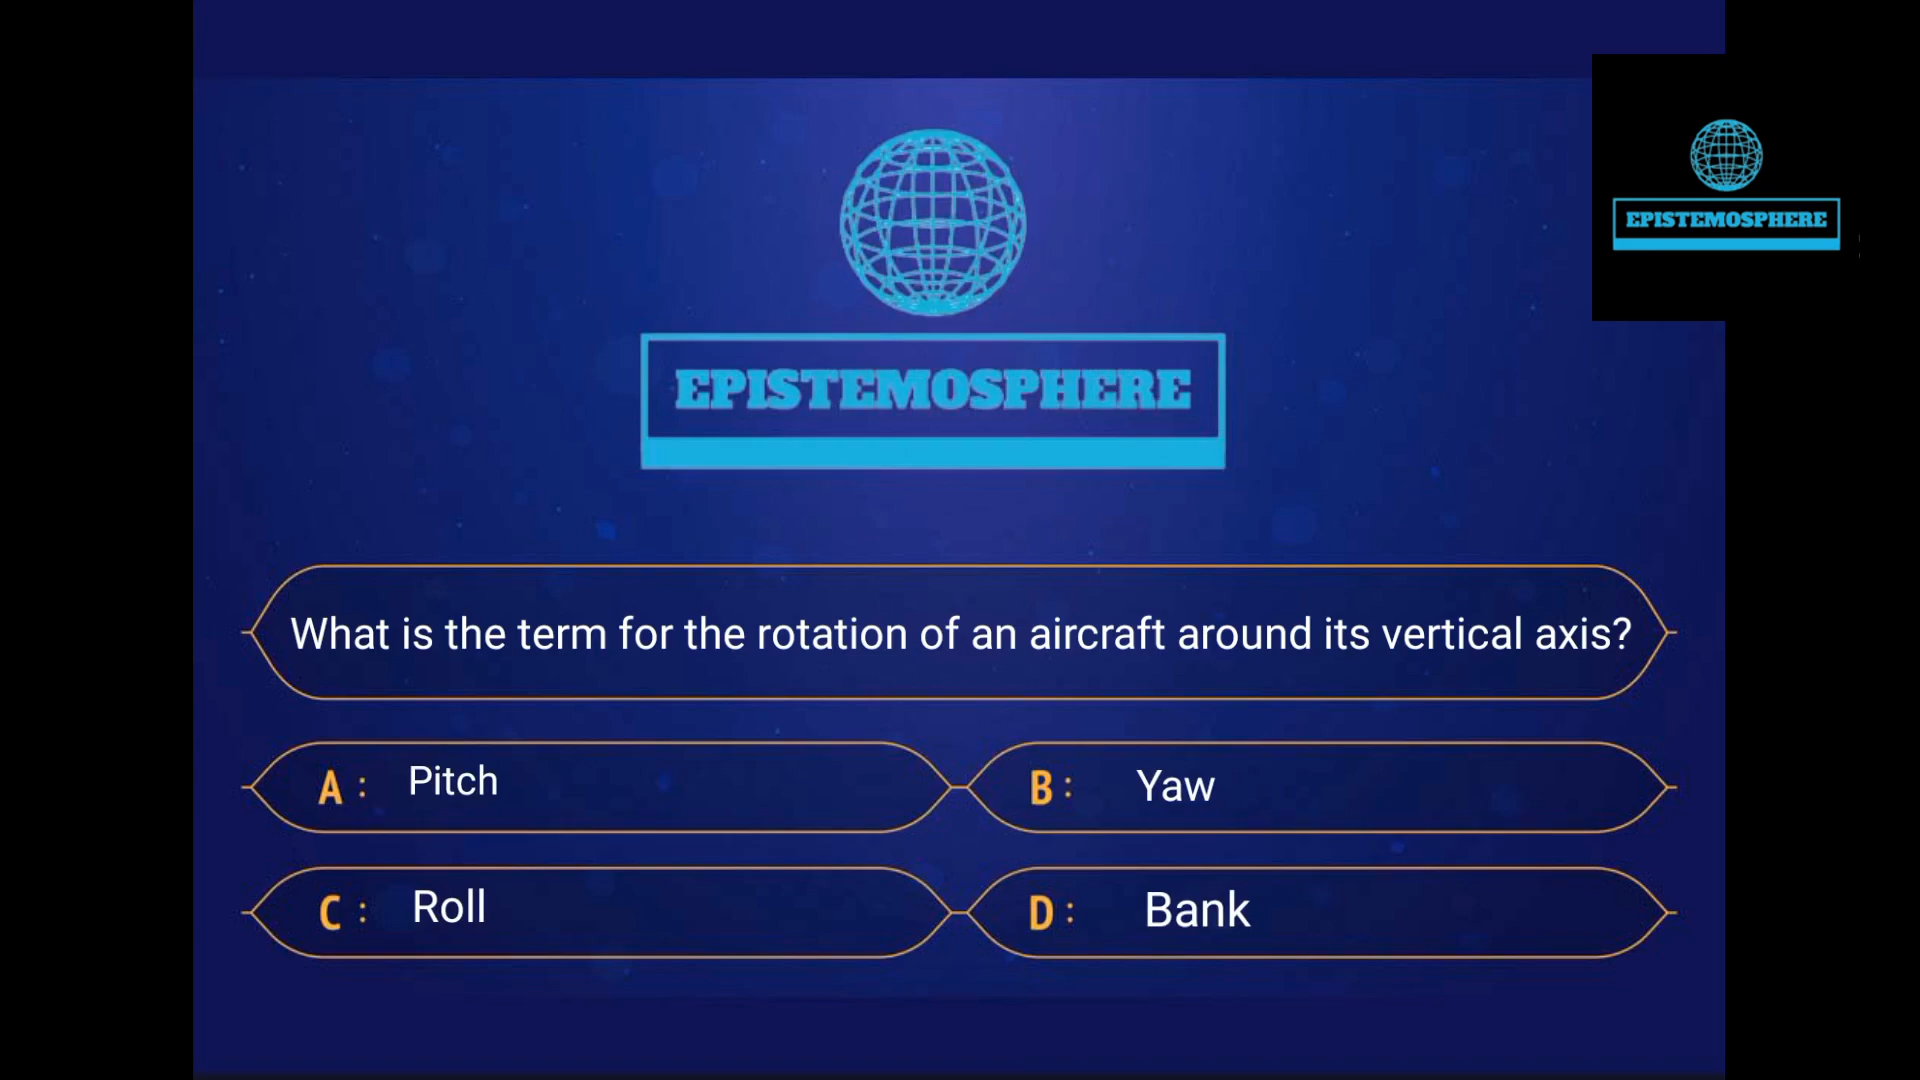 EPISTEMOSPHERE
EPISTEMOSPHERE
What is the term for the rotation of an aircraft around its vertical axis?
A : Pitch
B : Yaw
C : Roll
D : Bank